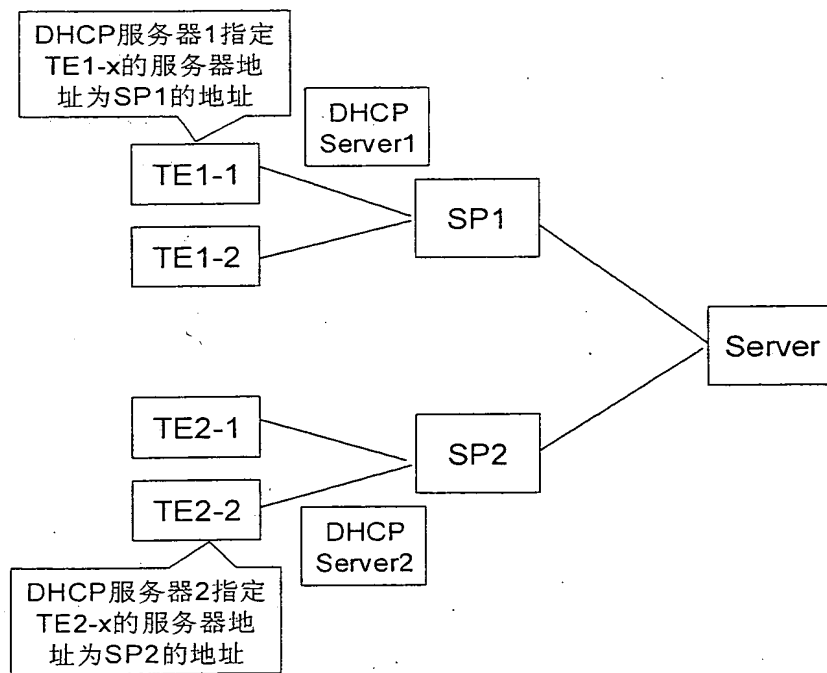 DHCP服务器1指定
TE1-x的服务器地
址为SP1的地址
DHCP
Server1
TE1-1
SP1
TE1-2
Server
TE2-1
SP2
TE2-2
DHCP
Server2
DHCP服务器2指定
TE2-x的服务器地
址为SP2的地址